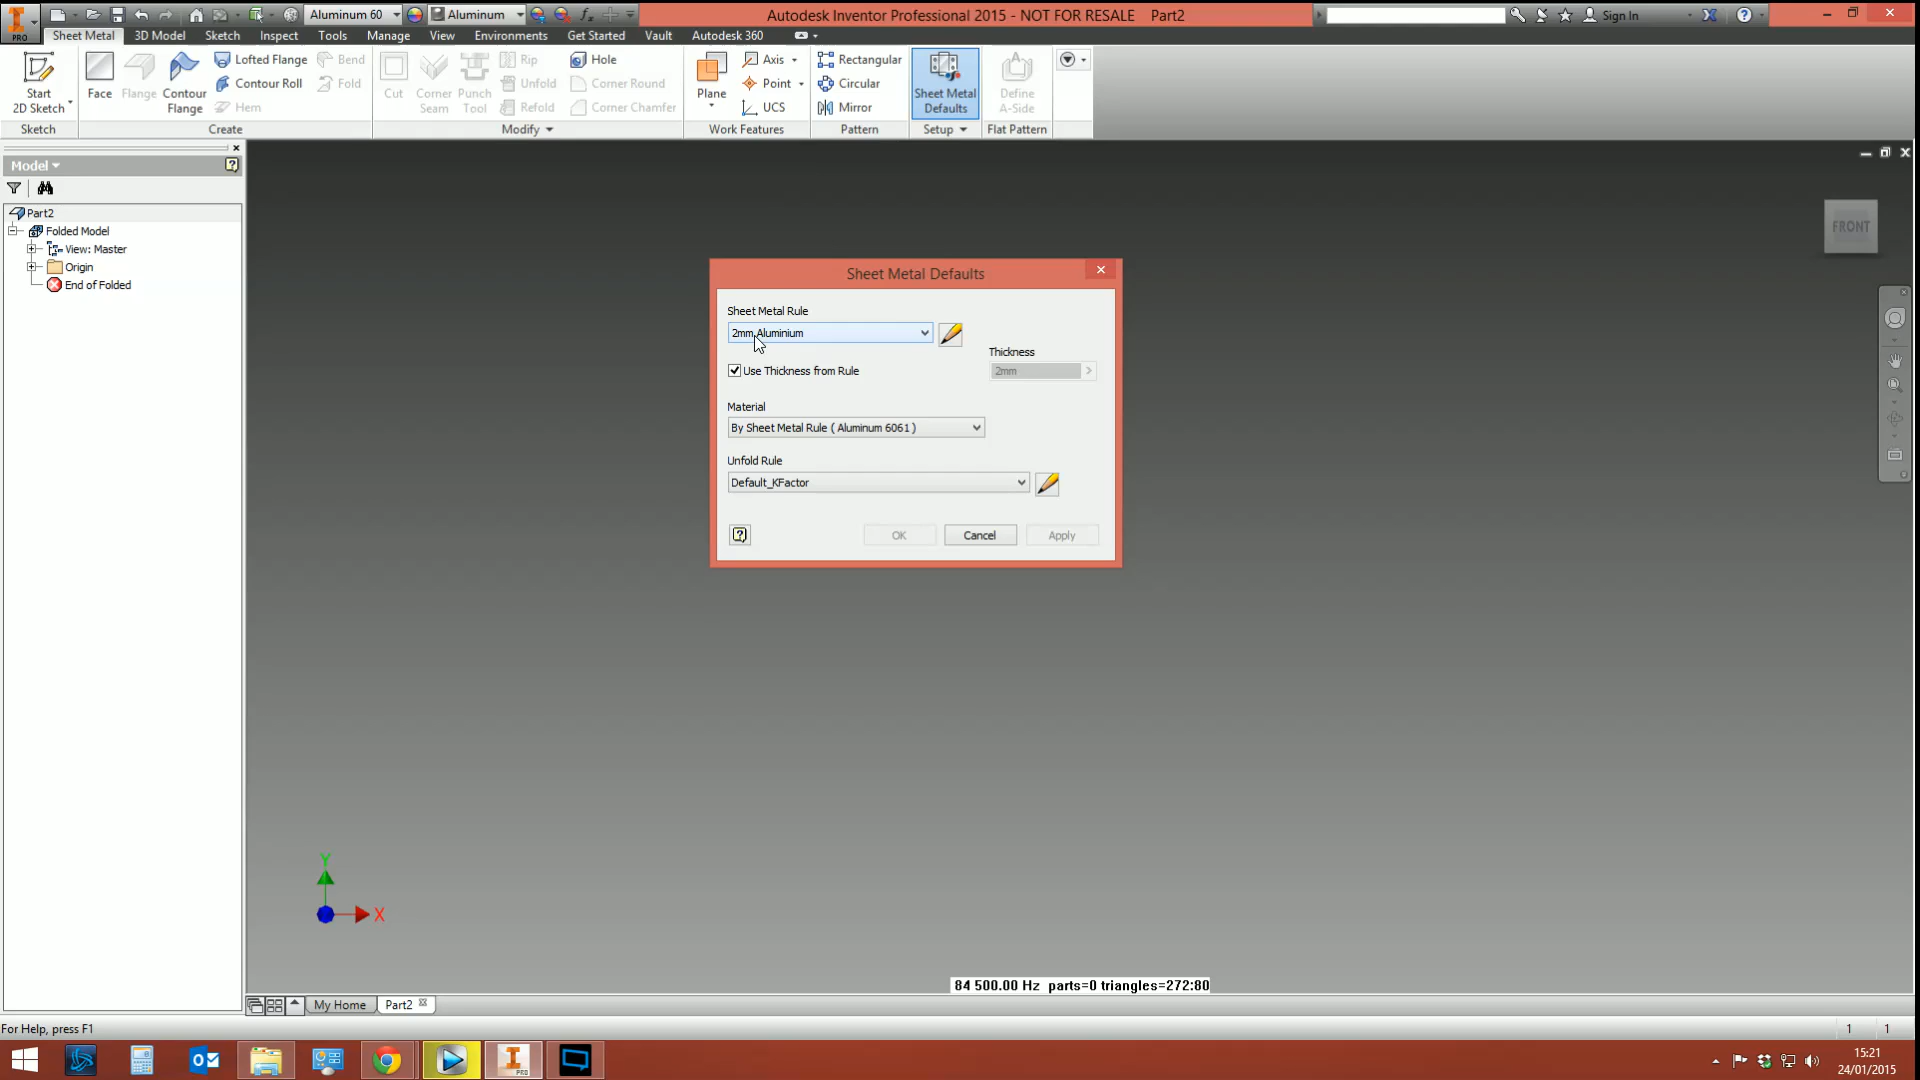 Aluminum 60
Aluminum
Autodesk Inventor Professional 2015 - NOT FOR RESALE Part2
Sign In
PRO
Sheet Metal 3D Model Sketch Inspect Tools Manage View Environments Get Started Vault Autodesk 360
Start
2D Sketch
Face
Flange
Contour
Flange
Lofted Flange
Contour Roll
Hem
Bend
Fold
Cut
Corner
Seam
Punch
Tool
Rip
Unfold
Refold
Hole
Corner Round
Corner Chamfer
Plane
Axis
Point
UCS
Rectangular
Circular
Mirror
Sheet Metal
Defaults
Define
A-Side
Sketch Create Modify Work Features Pattern Setup Flat Pattern
Model
Part2
Folded Model
View: Master
Origin
End of Folded
FRONT
Sheet Metal Defaults
Sheet Metal Rule
2mm Aluminium
Use Thickness from Rule
Thickness
2mm
Material
By Sheet Metal Rule ( Aluminum 6061 )
Unfold Rule
Default_KFactor
OK Cancel Apply
Y
X
84 500.00 Hz parts=0 triangles=272:80
My Home Part2
For Help, press F1
1 1
15:21
24/01/2015